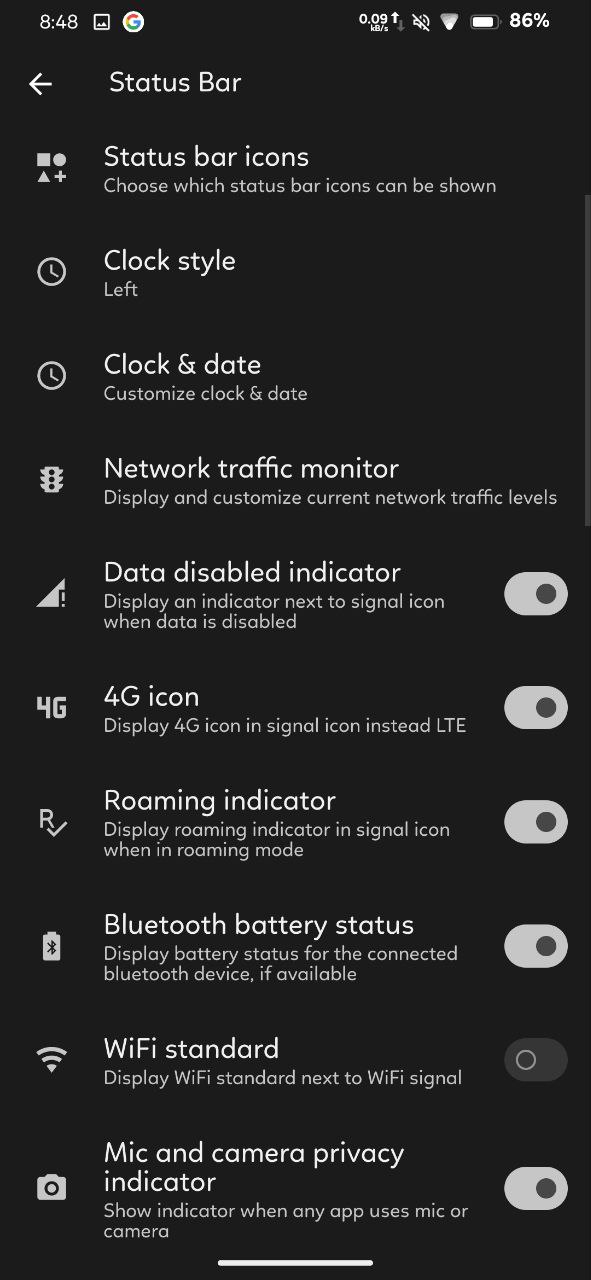 8:48 0.09 kB/s 86%
Status Bar
Status bar icons
Choose which status bar icons can be shown
Clock style
Left
Clock & date
Customize clock & date
Network traffic monitor
Display and customize current network traffic levels
Data disabled indicator
Display an indicator next to signal icon
when data is disabled
4G 4G icon
Display 4G icon in signal icon instead LTE
R Roaming indicator
Display roaming indicator in signal icon
when in roaming mode
Bluetooth battery status
Display battery status for the connected
bluetooth device, if available
WiFi standard
Display WiFi standard next to WiFi signal
Mic and camera privacy
indicator
Show indicator when any app uses mic or
camera